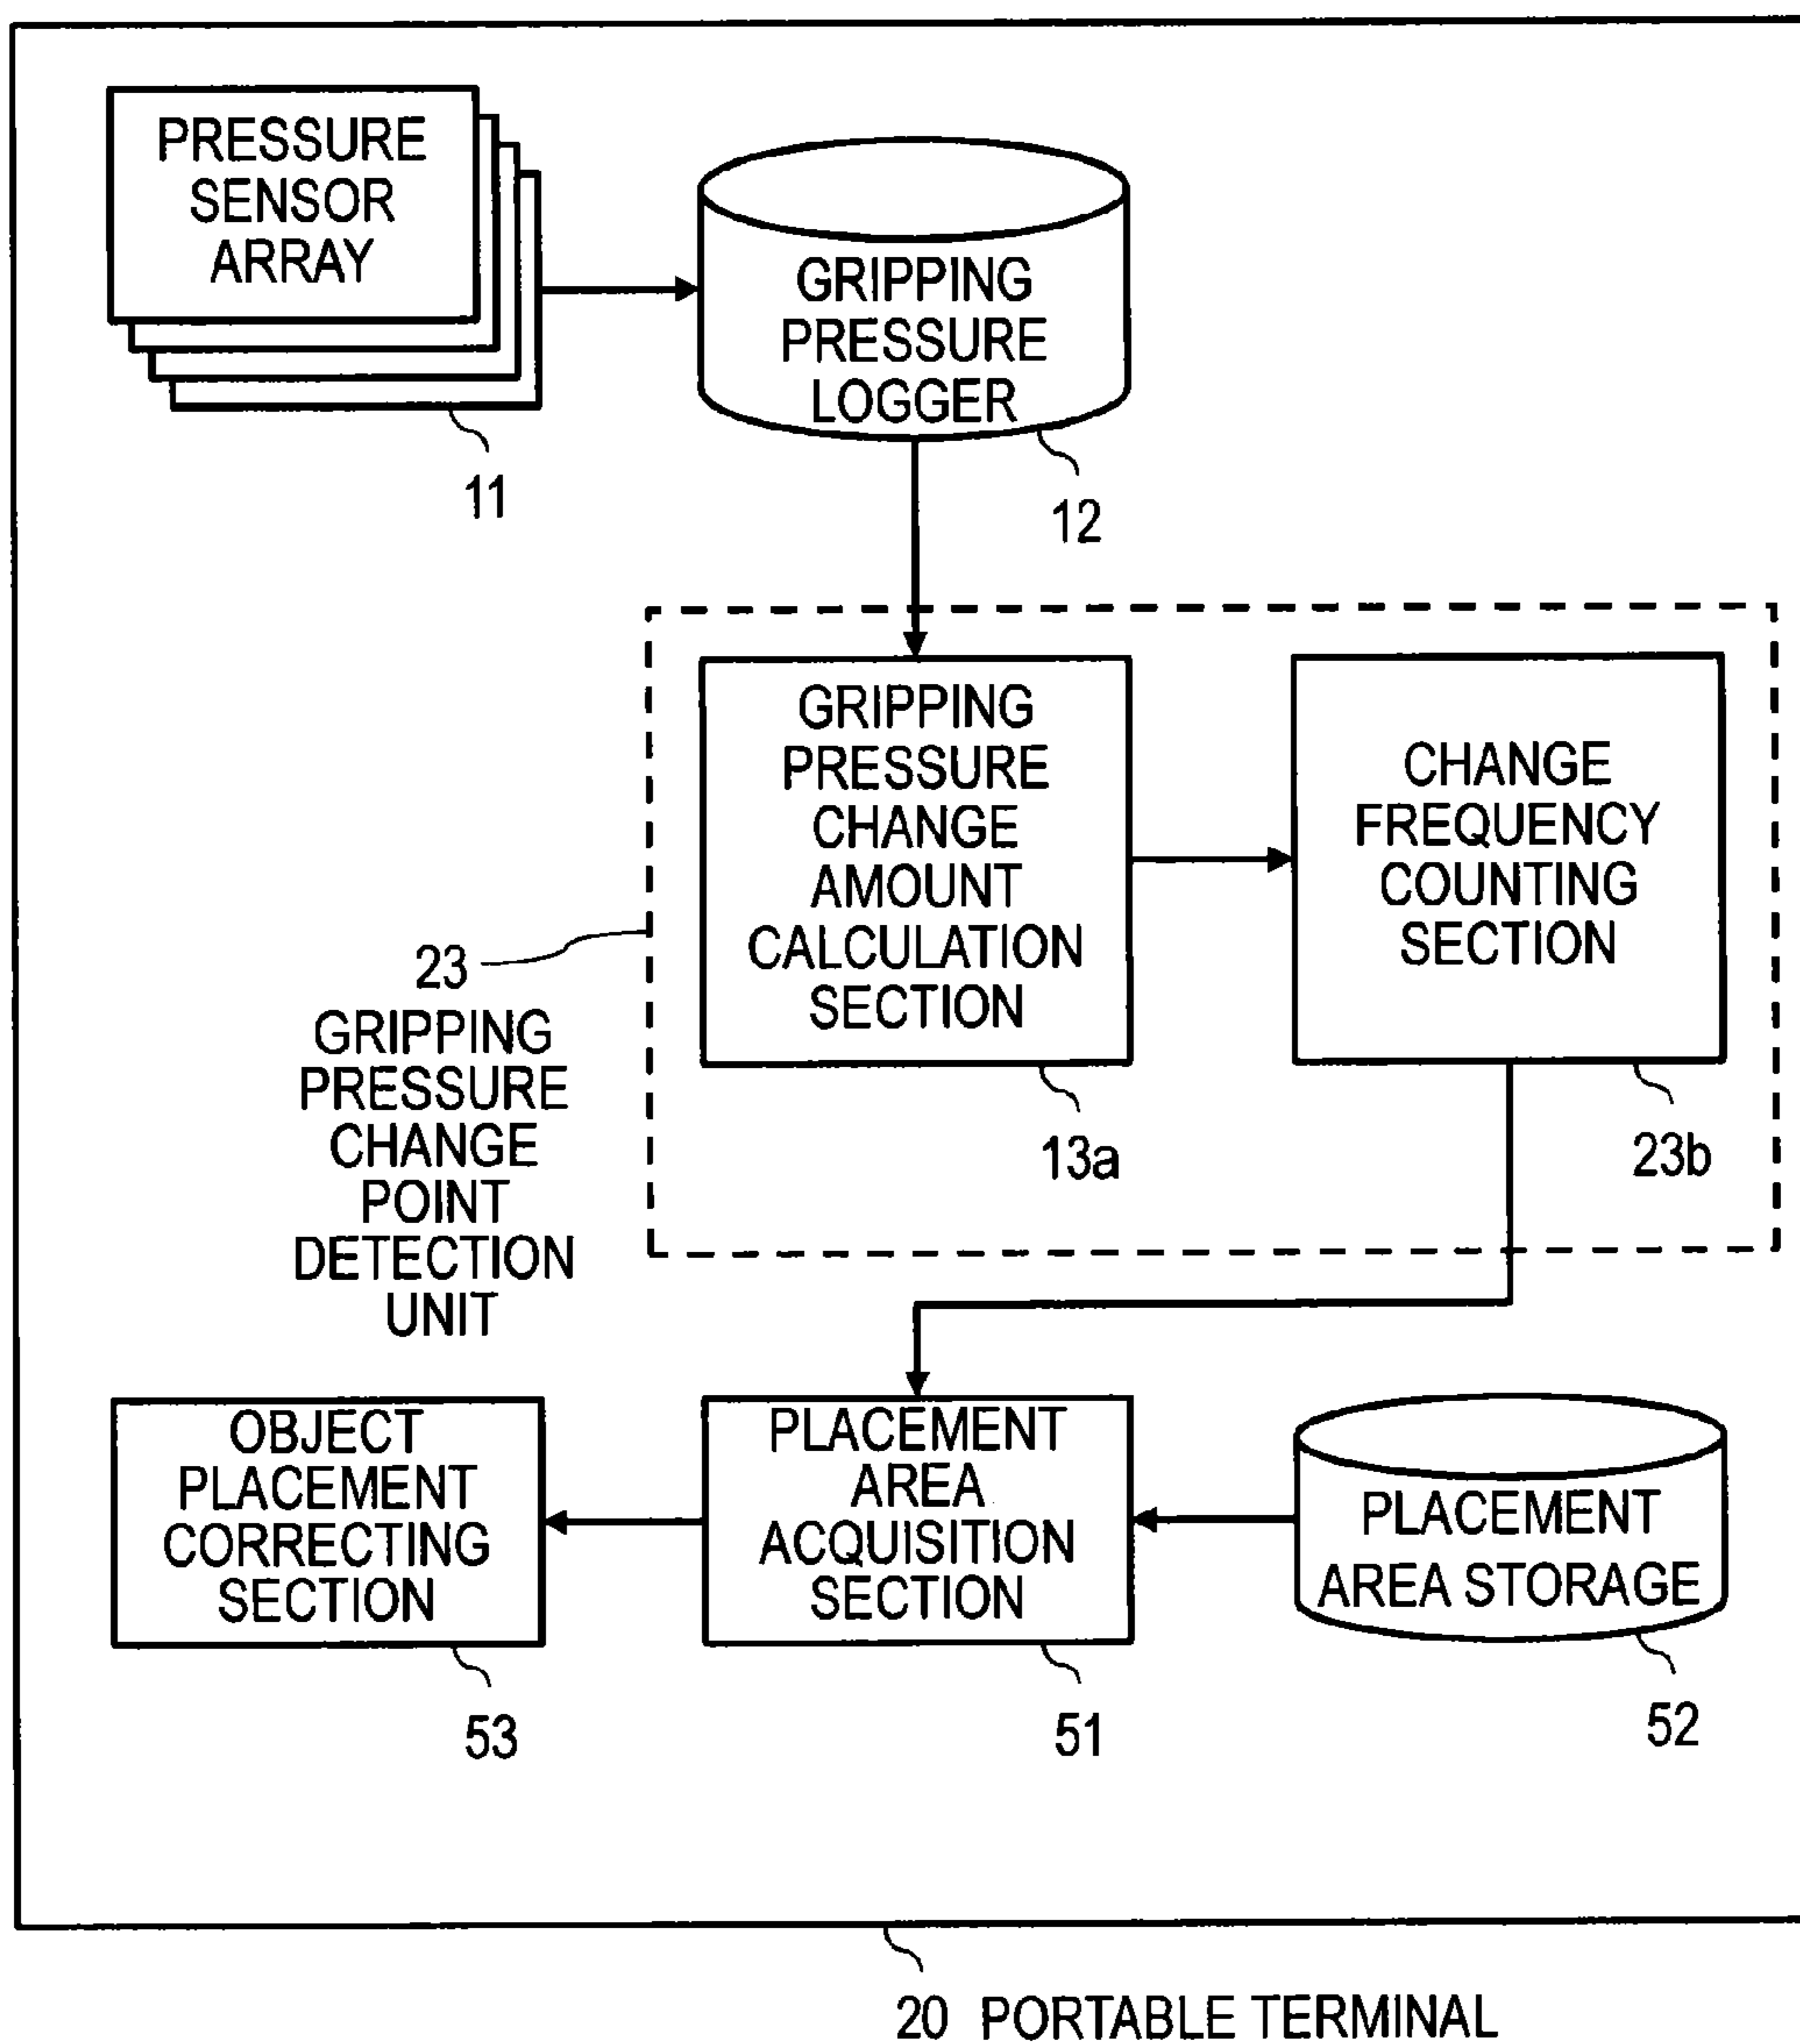 PRESSURE
SENSOR
ARRAY
11
GRIPPING
PRESSURE
LOGGER
12
GRIPPING
PRESSURE
CHANGE
AMOUNT
CALCULATION
SECTION
13a
CHANGE
FREQUENCY
COUNTING
SECTION
23b
23
GRIPPING
PRESSURE
CHANGE
POINT
DETECTION
UNIT
OBJECT
PLACEMENT
CORRECTING
SECTION
53
PLACEMENT
AREA
ACQUISITION
SECTION
51
PLACEMENT
AREA STORAGE
52
20 PORTABLE TERMINAL